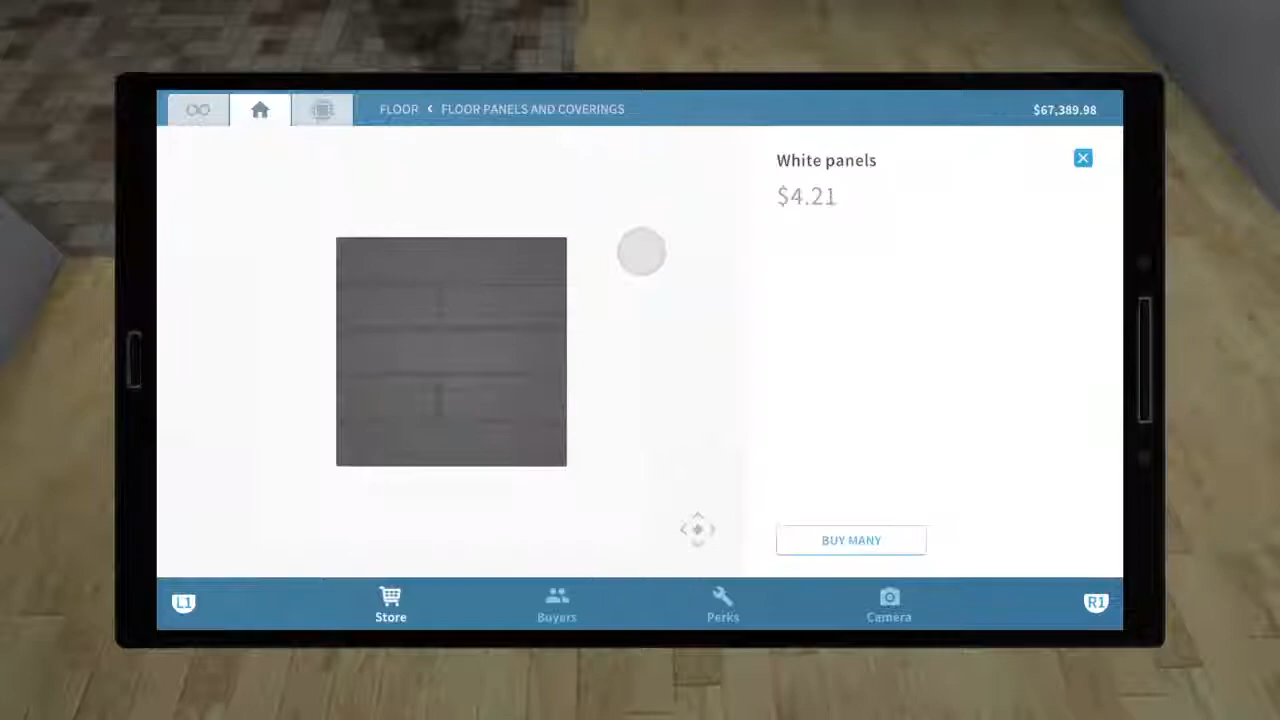 FLOOR < FLOOR PANELS AND COVERINGS
$67,389.98
White panels
$4.21
BUY MANY
L1
Store
Buyers
Perks
Camera
R1